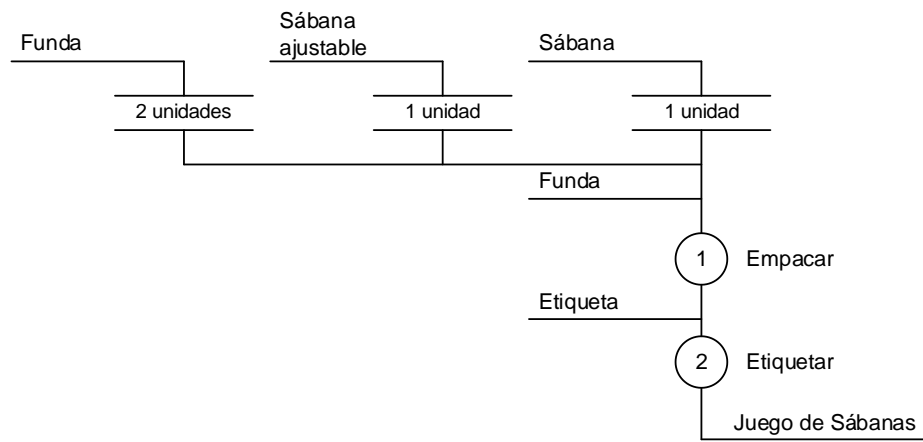 Funda
Sábana
ajustable
Sábana
2 unidades
1 unidad
1 unidad
Funda
1
Empacar
Etiqueta
2
Etiquetar
Juego de Sábanas